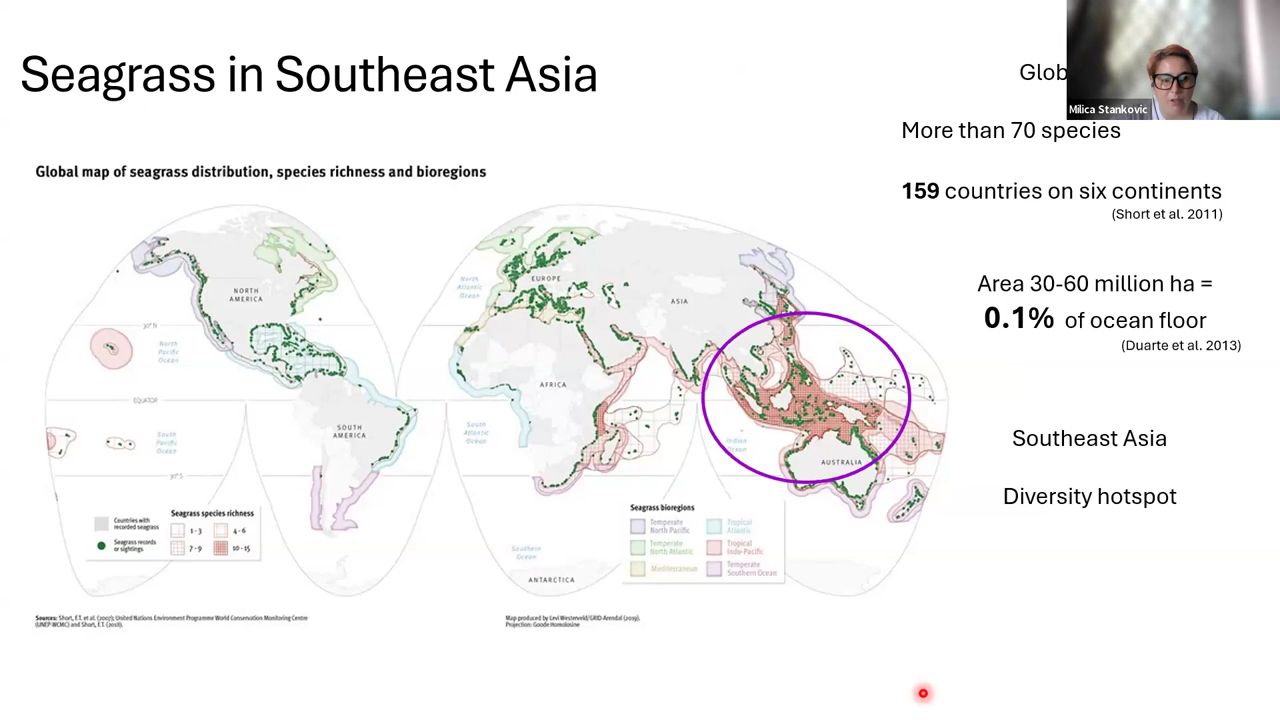 Seagrass in Southeast Asia
Glob
Milica Stankovic
More than 70 species
159 countries on six continents
(Short et al. 2011)
Area 30-60 million ha =
0.1% of ocean floor
(Duarte et al. 2013)
Southeast Asia
Diversity hotspot
Global map of seagrass distribution, species richness and bioregions
North
Atlantic
Ocean
EUROPE
NORTH
AMERICA
ASIA
30° N
North
Pacific
Ocean
AFRICA
EQUATOR
SOUTH
AMERICA
South
Pacific
Ocean
South
Atlantic
Ocean
Indian
Ocean
AUSTRALIA
30° S
Seagrass species richness
Countries with
recorded seagrass
1 - 3
4 - 6
Seagrass records
or sightings
7 - 9
10 - 15
Seagrass bioregions
Temperate
North Pacific
Tropical
Atlantic
Temperate
North Atlantic
Tropical
Indo-Pacific
Mediterranean
Temperate
Southern Ocean
Southern
Ocean
ANTARCTICA
Sources: Short, F.T. et al. (2007); United Nations Environment Programme World Conservation Monitoring Centre
(UNEP-WCMC) and Short, F.T. (2018).
Map produced by Levi Westerveld/GRID-Arendal (2019).
Projection: Goode Homolosine